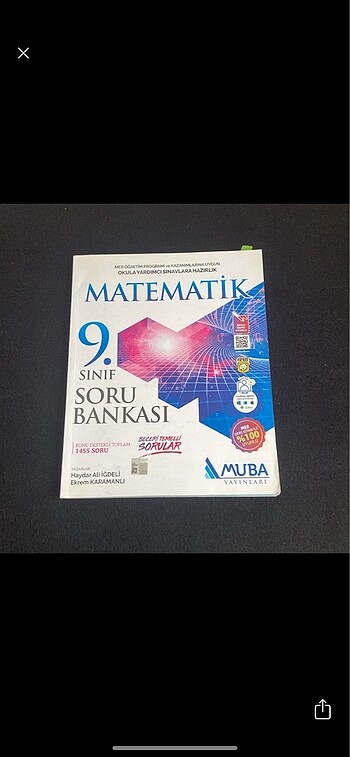 MEB ÖĞRETİM PROGRAMI ve KAZANIMLARINA UYGUN
OKULA YARDIMCI SINAVLARA HAZIRLIK
MATEMATİK
9.
SINIF
SORU
BANKASI
KONU DESTEKLİ TOPLAM
1455 SORU
BECERİ TEMELLİ
SORULAR
YAZARLAR
Haydar Ali İĞDELİ
Ekrem KARAMANLI
%100
MUBA
YAYINLARI